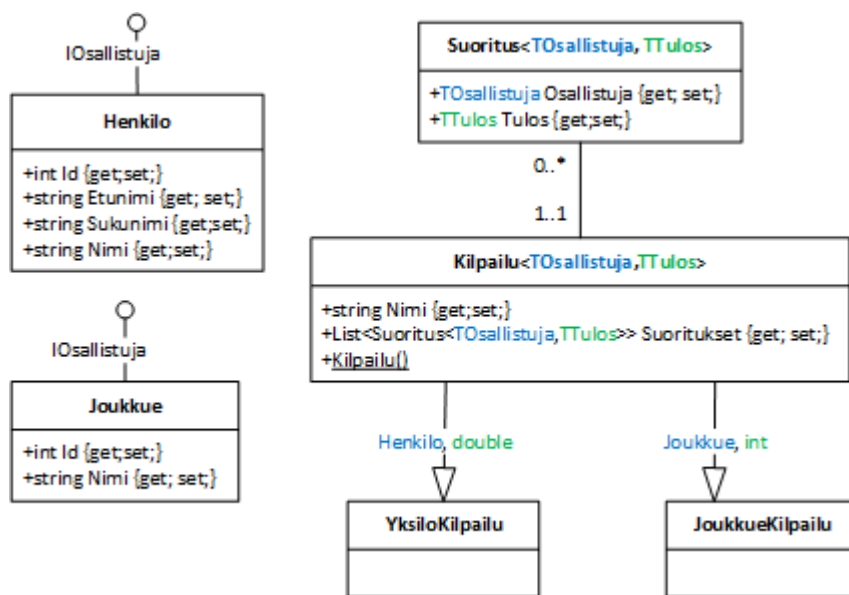 IOsallistuja
Henkilo
+int Id {get;set;}
+string Etunimi {get; set;}
+string Sukunimi {get;set;}
+string Nimi {get;set;}
IOsallistuja
Joukkue
+int Id {get;set;}
+string Nimi {get; set;}
Suoritus<TOsallistuja, TTulos>
+TOsallistuja Osallistuja {get; set;}
+TTulos Tulos {get;set;}
0..*
1..1
Kilpailu<TOsallistuja,TTulos>
+string Nimi {get;set;}
+List<Suoritus<TOsallistuja,TTulos>> Suoritukset {get; set;}
+Kilpailu()
Henkilo, double
Joukkue, int
YksiloKilpailu
JoukkueKilpailu